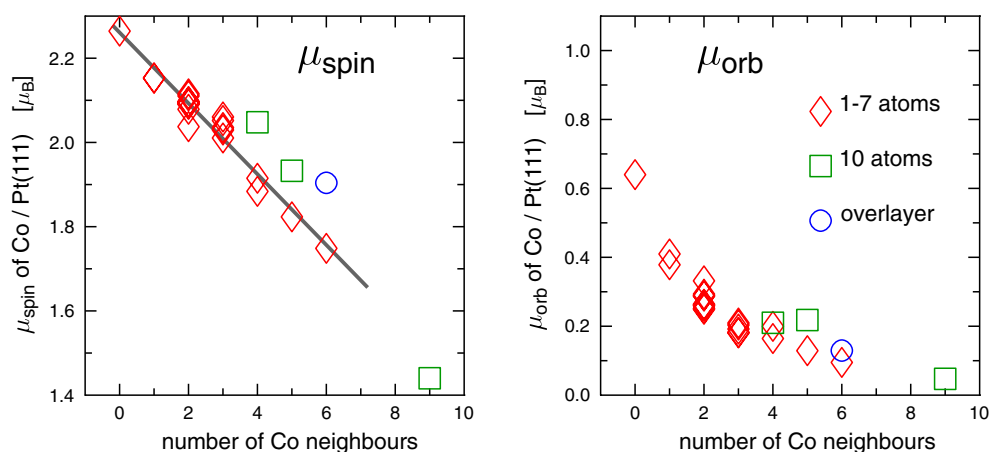 μspin
μspin of Co / Pt(111) [μB]
2.2
2.0
1.8
1.6
1.4
0 2 4 6 8 10
number of Co neighbours
μorb
μorb of Co / Pt(111) [μB]
1.0
0.8
0.6
0.4
0.2
0.0
1-7 atoms
10 atoms
overlayer
0 2 4 6 8 10
number of Co neighbours